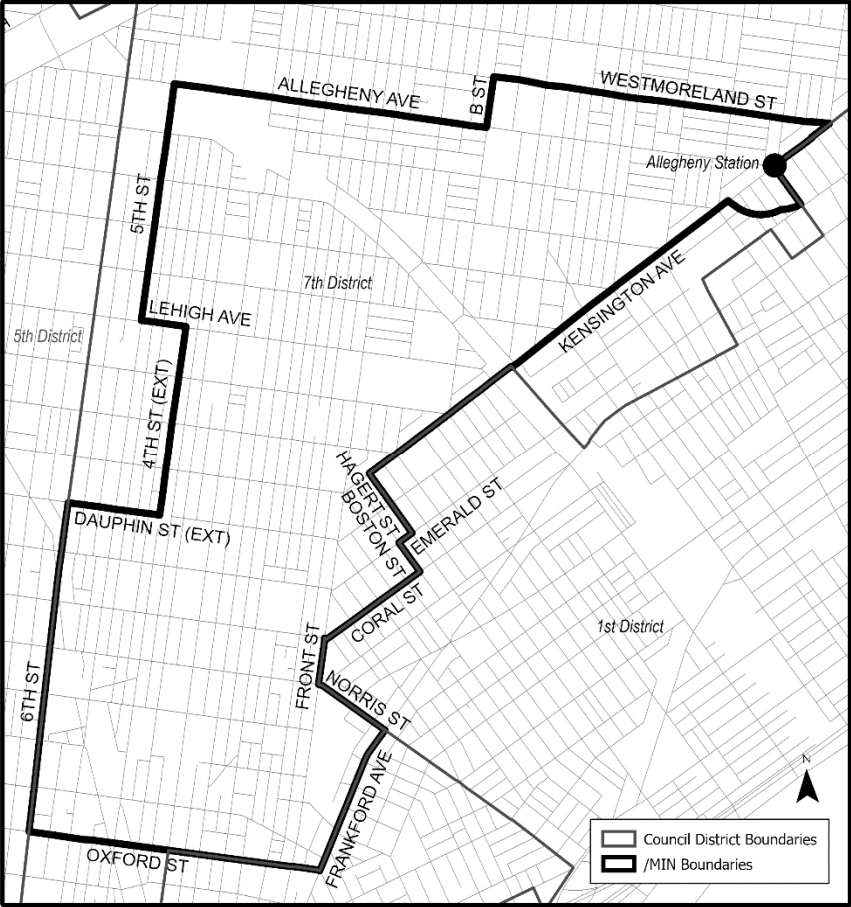 A
ALLEGHENY AVE
B ST
WESTMORELAND ST
Allegheny Station
5TH ST
7th District
KENSINGTON AVE
LEHIGH AVE
5th District
4TH ST (EXT)
HAGERT ST
BOSTON ST
EMERALD ST
DAUPHIN ST (EXT)
CORAL ST
1st District
FRONT ST
NORRIS ST
6TH ST
FRANKFORD AVE
OXFORD ST
N
Council District Boundaries
/MIN Boundaries